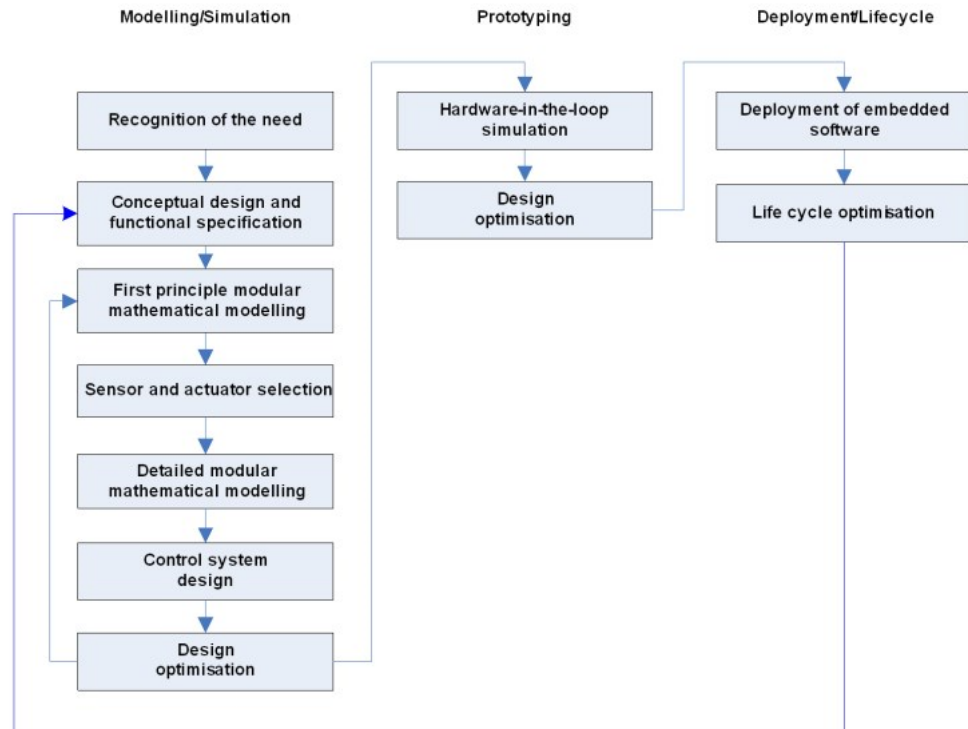 Modelling/Simulation
Recognition of the need
Conceptual design and
functional specification
First principle modular
mathematical modelling
Sensor and actuator selection
Detailed modular
mathematical modelling
Control system
design
Design
optimisation
Prototyping
Hardware-in-the-loop
simulation
Design
optimisation
Deployment/Lifecycle
Deployment of embedded
software
Life cycle optimisation